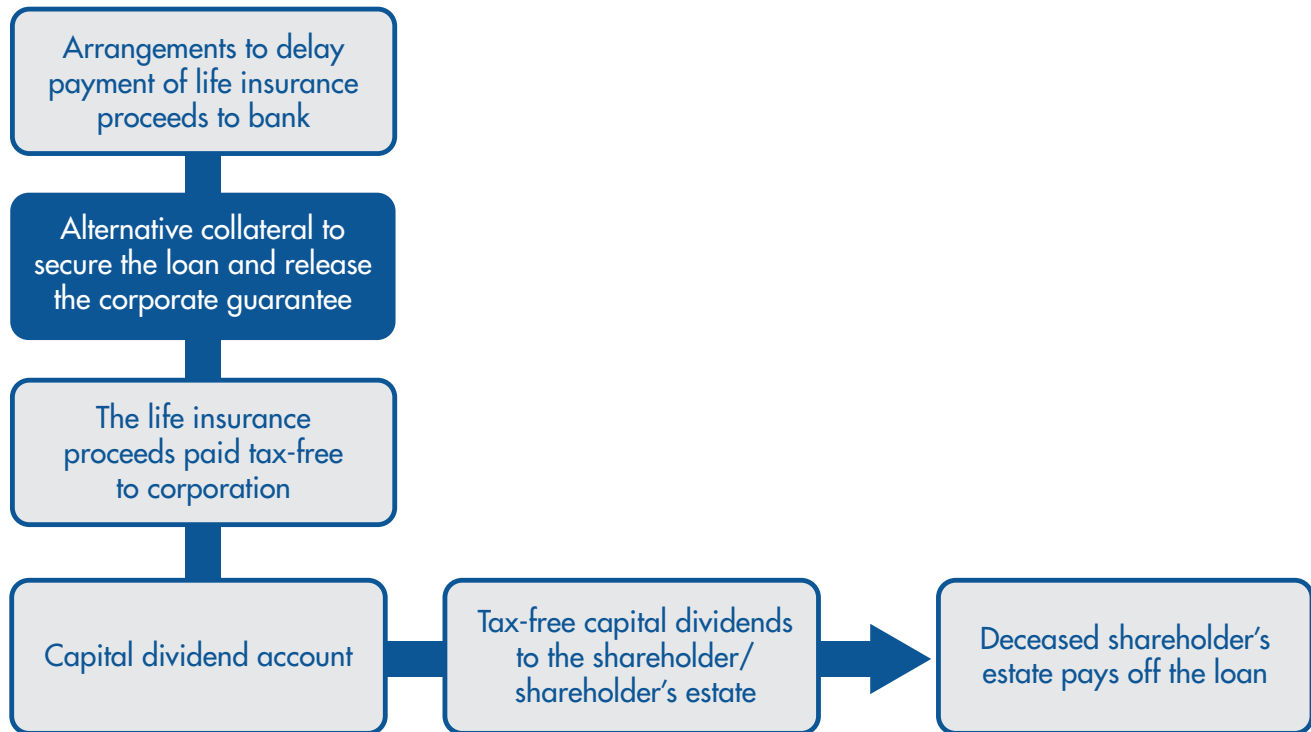 Arrangements to delay
payment of life insurance
proceeds to bank
Alternative collateral to
secure the loan and release
the corporate guarantee
The life insurance
proceeds paid tax-free
to corporation
Capital dividend account
Tax-free capital dividends
to the shareholder/
shareholder’s estate
Deceased shareholder’s
estate pays off the loan